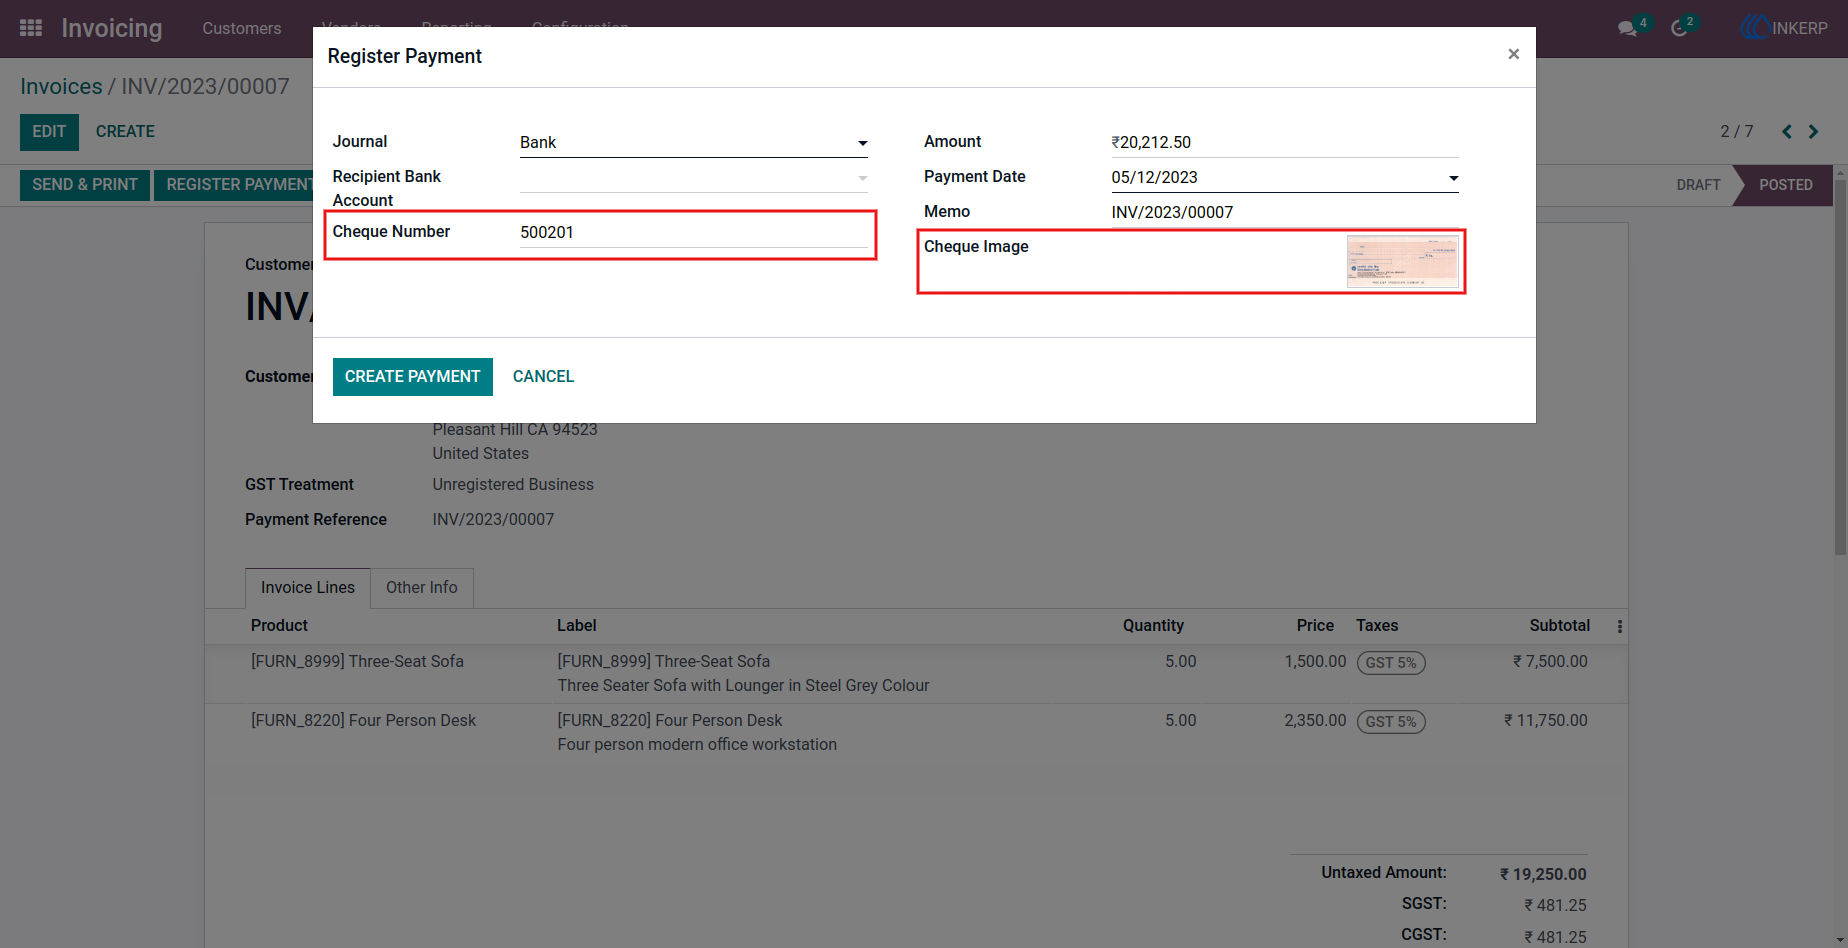 Invoicing
Customers
Vendors
Reporting
Configuration
4
2
INKERP
Invoices / INV/2023/00007
EDIT CREATE
2 / 7
SEND & PRINT REGISTER PAYMENT
DRAFT POSTED
Register Payment
×
Journal Bank
Recipient Bank
Account
Cheque Number 500201
Amount ₹20,212.50
Payment Date 05/12/2023
Memo INV/2023/00007
Cheque Image
CREATE PAYMENT CANCEL
Customer
INV/
Customer
Pleasant Hill CA 94523
United States
GST Treatment Unregistered Business
Payment Reference INV/2023/00007
Invoice Lines Other Info
Product Label Quantity Price Taxes Subtotal
[FURN_8999] Three-Seat Sofa [FURN_8999] Three-Seat Sofa 5.00 1,500.00 GST 5% ₹ 7,500.00
Three Seater Sofa with Lounger in Steel Grey Colour
[FURN_8220] Four Person Desk [FURN_8220] Four Person Desk 5.00 2,350.00 GST 5% ₹ 11,750.00
Four person modern office workstation
Untaxed Amount: ₹ 19,250.00
SGST: ₹ 481.25
CGST: ₹ 481.25